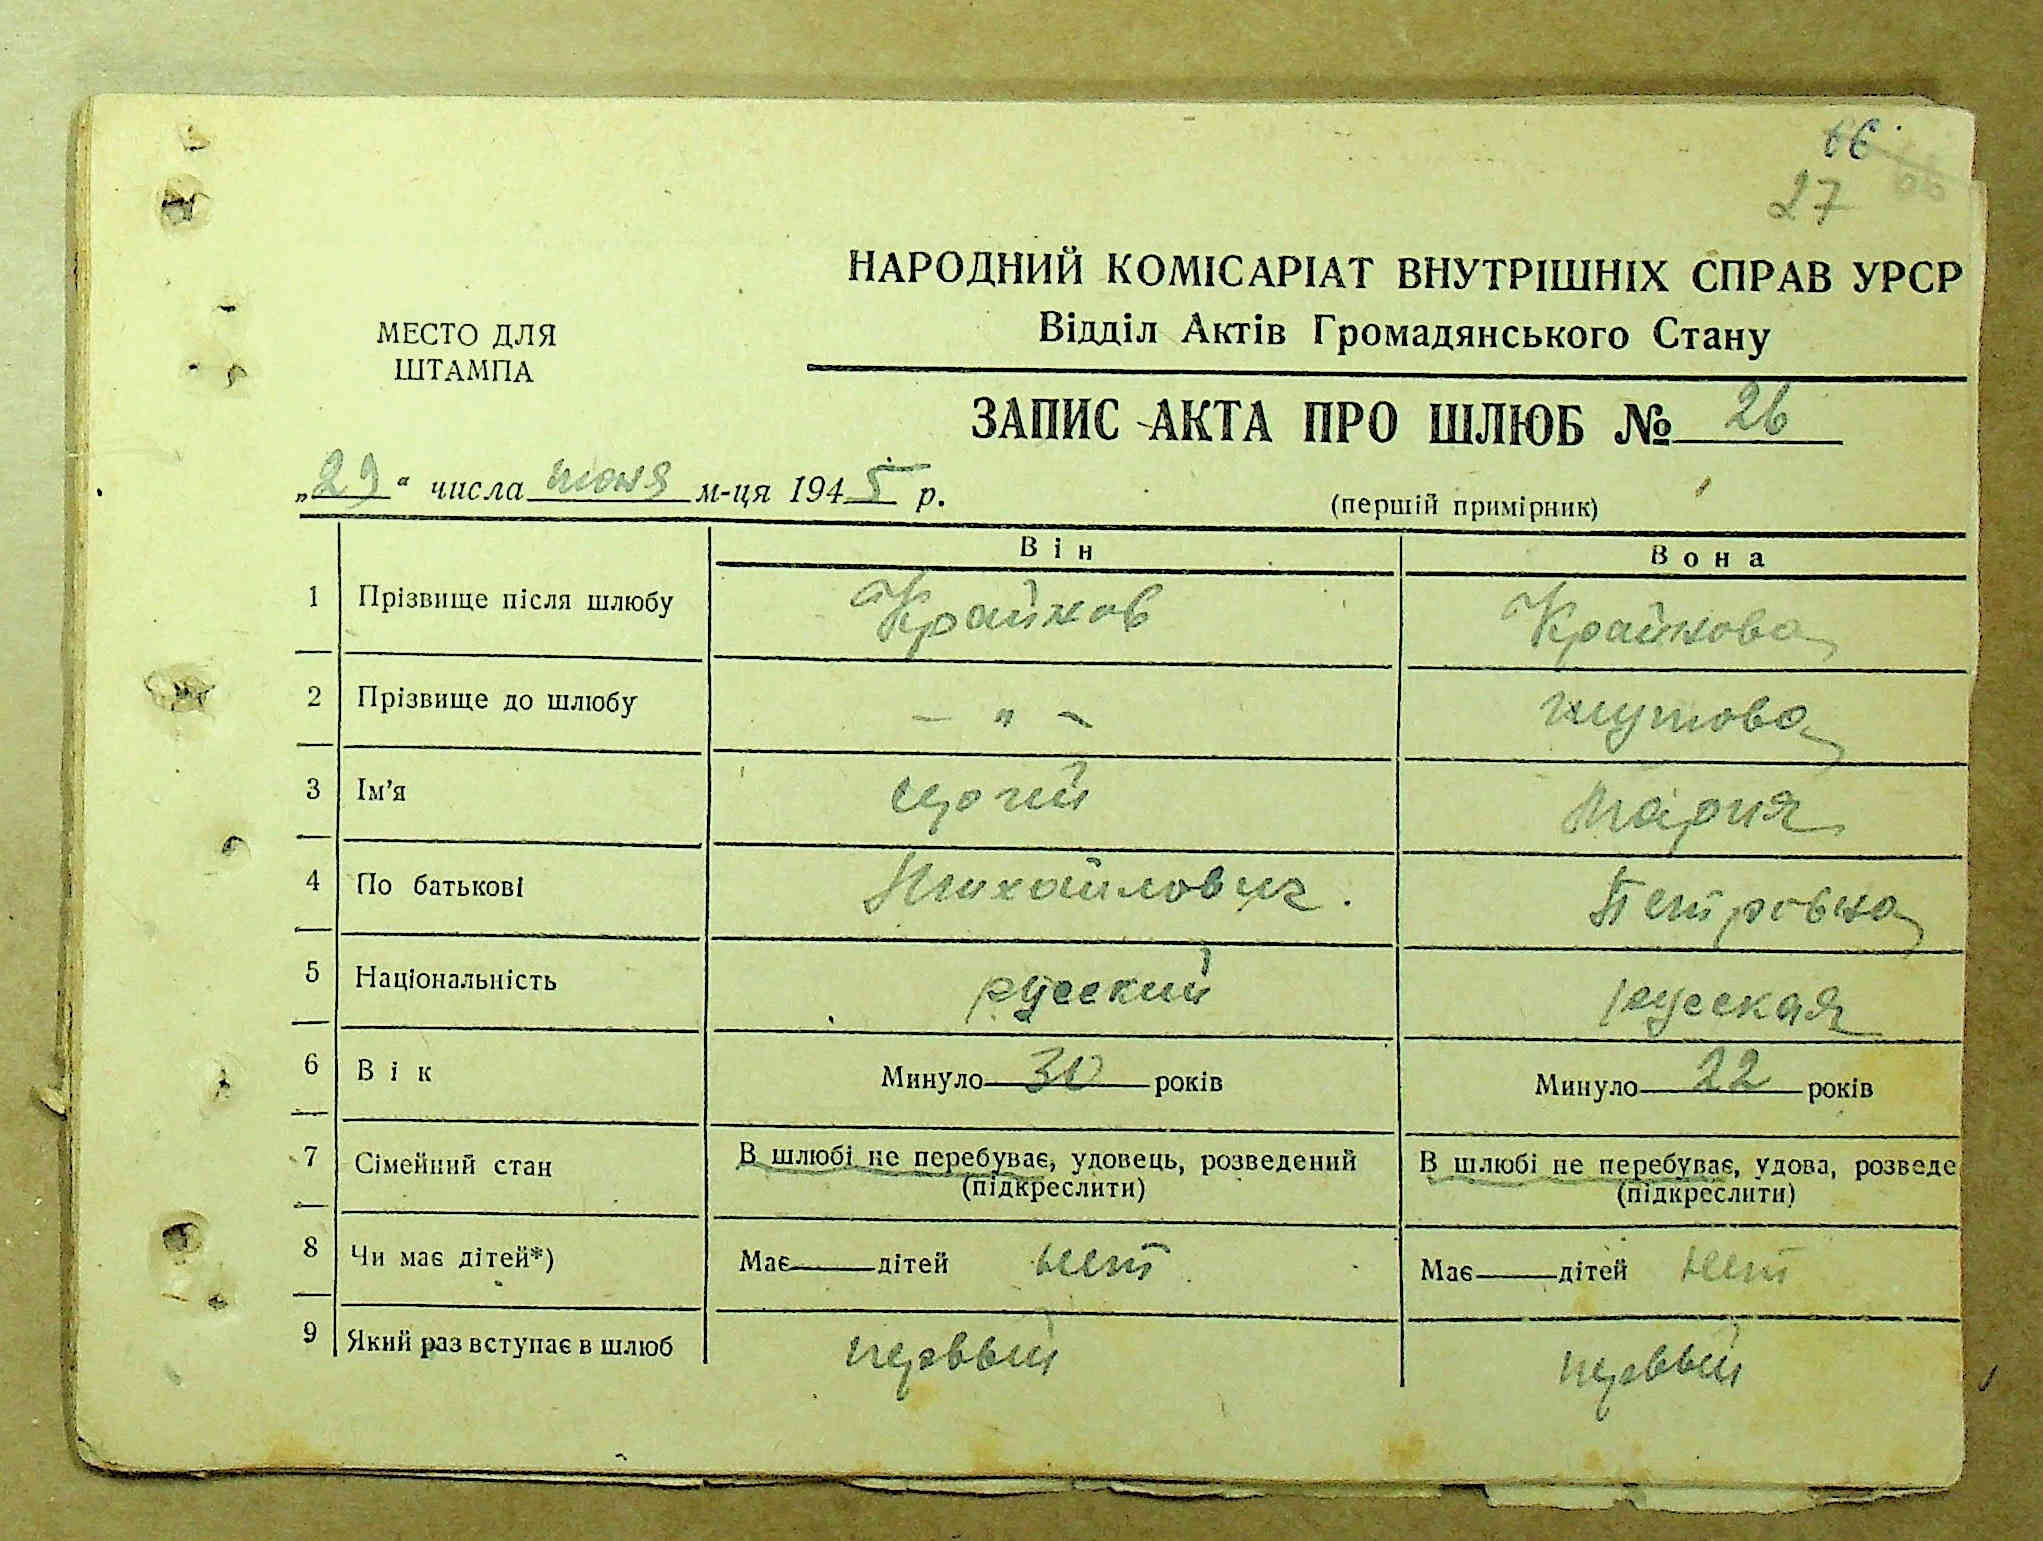 27
НАРОДНИЙ КОМІСАРІАТ ВНУТРІШНІХ СПРАВ УРСР
Відділ Актів Громадянського Стану
МЕСТО ДЛЯ
ШТАМПА
ЗАПИС АКТА ПРО ШЛЮБ № 26
„29" числа июня м-ця 1945 р.
(перший примірник)
Він Вона
1 Прізвище після шлюбу Крайнов Крайнова
2 Прізвище до шлюбу — " — Шутова
3 Ім'я Мария
4 По батькові Михайлович. Петровна
5 Національність русский русская
6 Вік Минуло 30 років Минуло 22 років
7 Сімейний стан В шлюбі не перебуває, удовець, розведений В шлюбі не перебуває, удова, розведе
(підкреслити) (підкреслити)
8 Чи має дітей*) Має дітей нет Має дітей нет
9 Який раз вступає в шлюб первый первый